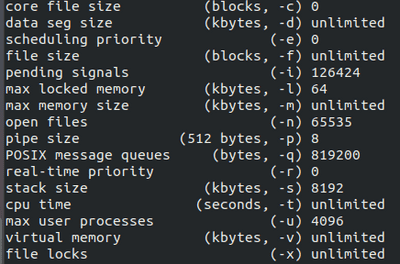 core file size (blocks, -c) 0
data seg size (kbytes, -d) unlimited
scheduling priority (-e) 0
file size (blocks, -f) unlimited
pending signals (-i) 126424
max locked memory (kbytes, -l) 64
max memory size (kbytes, -m) unlimited
open files (-n) 65535
pipe size (512 bytes, -p) 8
POSIX message queues (bytes, -q) 819200
real-time priority (-r) 0
stack size (kbytes, -s) 8192
cpu time (seconds, -t) unlimited
max user processes (-u) 4096
virtual memory (kbytes, -v) unlimited
file locks (-x) unlimited